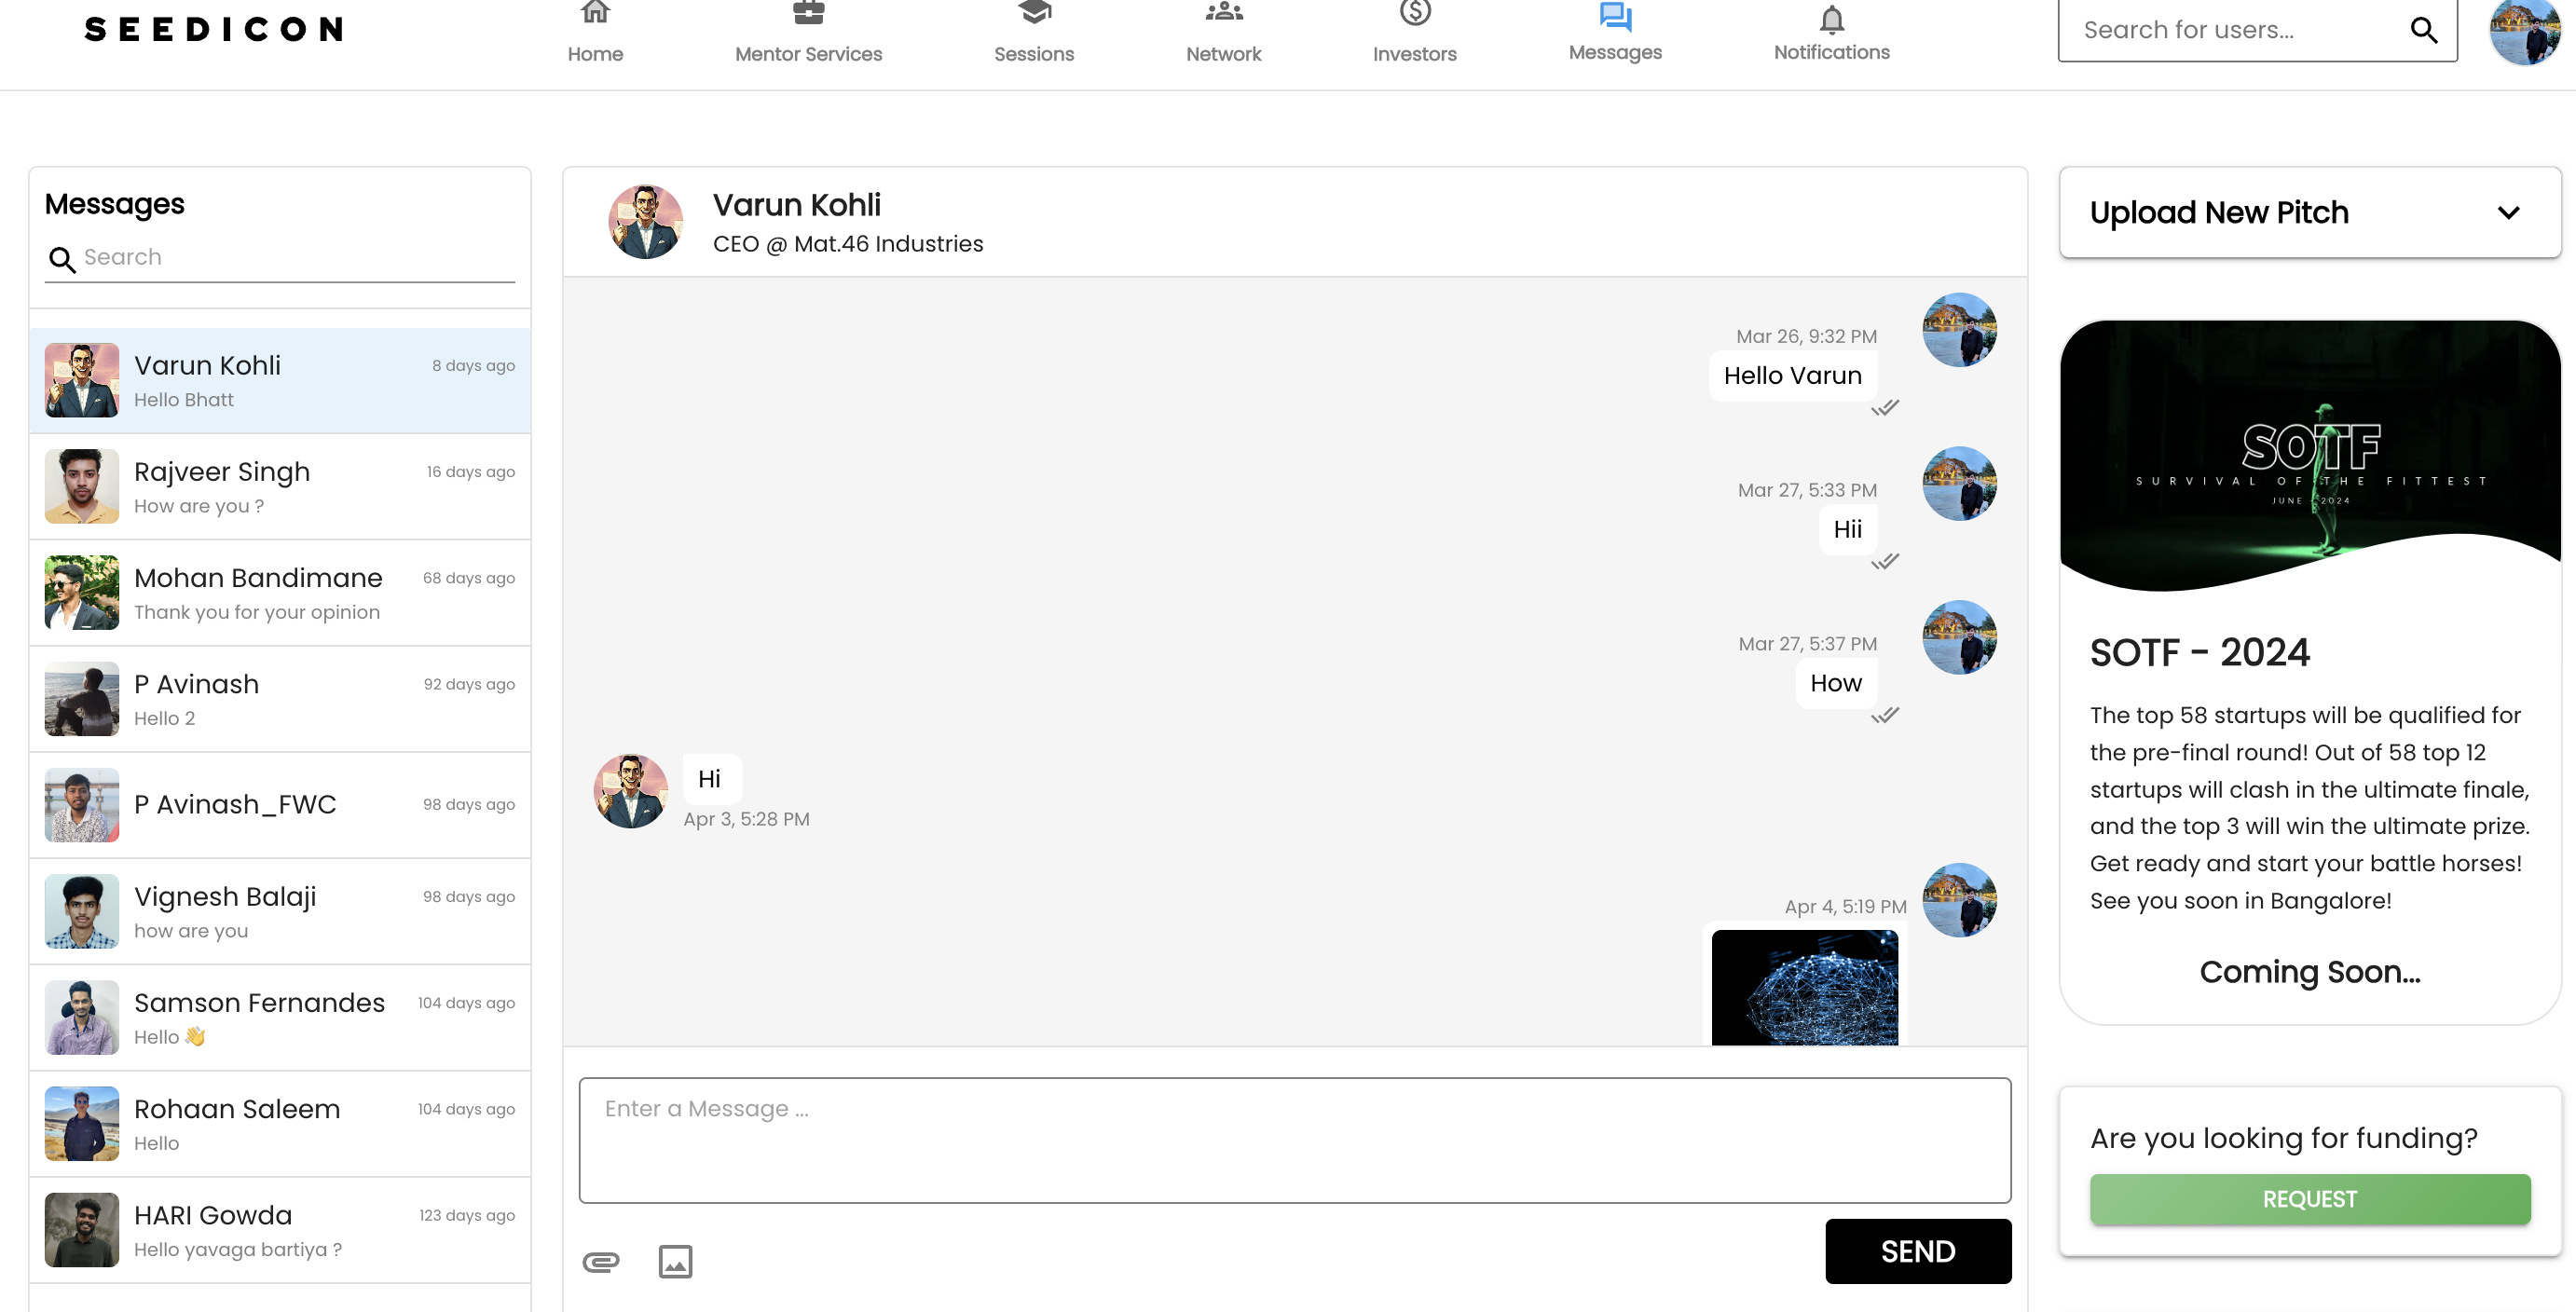 SEEDICON
Home
Mentor Services
Sessions
Network
Investors
Messages
Notifications
Search for users...
Messages
Search
Varun Kohli
8 days ago
Hello Bhatt
Rajveer Singh
16 days ago
How are you ?
Mohan Bandimane
68 days ago
Thank you for your opinion
P Avinash
92 days ago
Hello 2
P Avinash_FWC
98 days ago
Vignesh Balaji
98 days ago
how are you
Samson Fernandes
104 days ago
Hello 👋
Rohaan Saleem
104 days ago
Hello
HARI Gowda
123 days ago
Hello yavaga bartiya ?
Varun Kohli
CEO @ Mat.46 Industries
Mar 26, 9:32 PM
Hello Varun
Mar 27, 5:33 PM
Hii
Mar 27, 5:37 PM
How
Hi
Apr 3, 5:28 PM
Apr 4, 5:19 PM
Enter a Message ...
SEND
Upload New Pitch
SOTF
SURVIVAL OF THE FITTEST
JUNE - 2024
SOTF - 2024
The top 58 startups will be qualified for
the pre-final round! Out of 58 top 12
startups will clash in the ultimate finale,
and the top 3 will win the ultimate prize.
Get ready and start your battle horses!
See you soon in Bangalore!
Coming Soon...
Are you looking for funding?
REQUEST